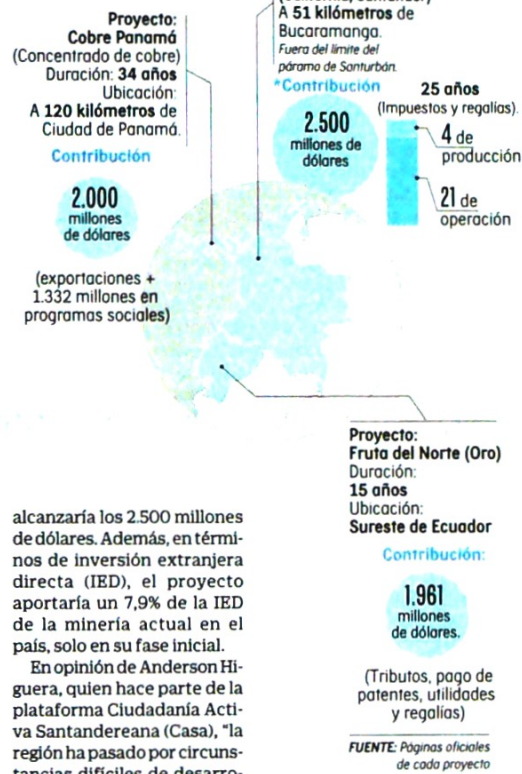 Proyecto:
Cobre Panamá
(Concentrado de cobre)
Duración: 34 años
Ubicación:
A 120 kilómetros de
Ciudad de Panamá.
Contribución
2.000
millones
de dólares
(exportaciones +
1.332 millones en
programas sociales)
A 51 kilómetros de
Bucaramanga.
Fuera del límite del
páramo de Santurbán.
*Contribución
2.500
millones de
dólares
25 años
(Impuestos y regalías).
4 de
producción
21 de
operación
Proyecto:
Fruta del Norte (Oro)
Duración:
15 años
Ubicación:
Sureste de Ecuador
Contribución:
1.961
millones
de dólares.
(Tributos, pago de
patentes, utilidades
y regalías)
FUENTE: Páginas oficiales
de cada proyecto
alcanzaría los 2.500 millones
de dólares. Además, en térmi-
nos de inversión extranjera
directa (IED), el proyecto
aportaría un 7,9% de la IED
de la minería actual en el
país, solo en su fase inicial.
En opinión de Anderson Hi-
guera, quien hace parte de la
plataforma Ciudadanía Acti-
va Santandereana (Casa), "la
región ha pasado por circuns-
tancias difíciles de desarro-